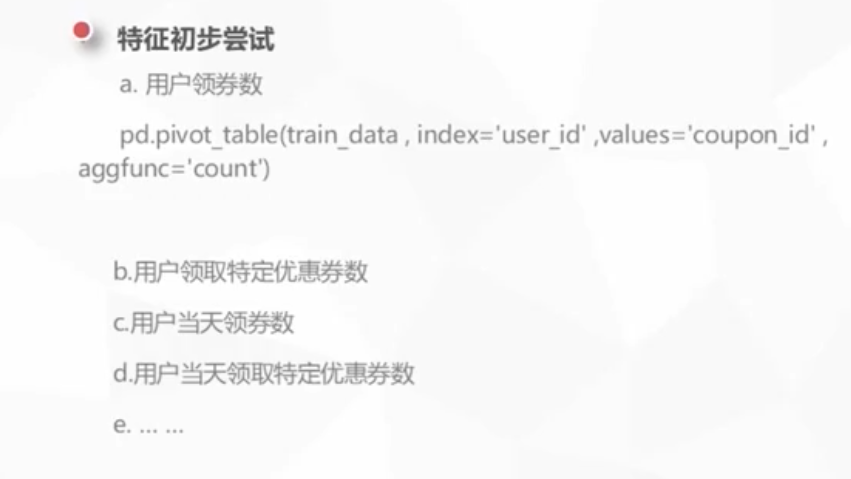 特征初步尝试
a. 用户领券数
pd.pivot_table(train_data , index='user_id' ,values='coupon_id' ,
aggfunc='count')
b.用户领取特定优惠券数
c.用户当天领券数
d.用户当天领取特定优惠券数
e. ... ...